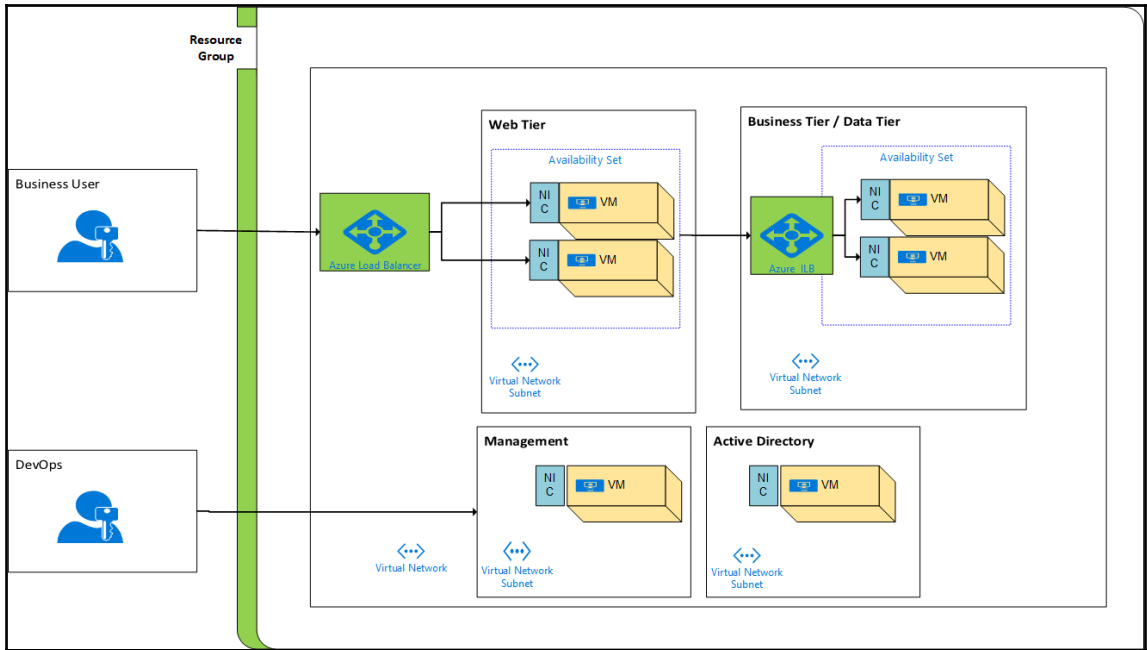 Resource
Group
Business User
DevOps
Azure Load Balancer
Web Tier
Availability Set
NI
C
VM
NI
C
VM
Virtual Network
Subnet
Business Tier / Data Tier
Availability Set
Azure ILB
NI
C
VM
NI
C
VM
Virtual Network
Subnet
Management
NI
C
VM
Virtual Network
Virtual Network
Subnet
Active Directory
NI
C
VM
Virtual Network
Subnet